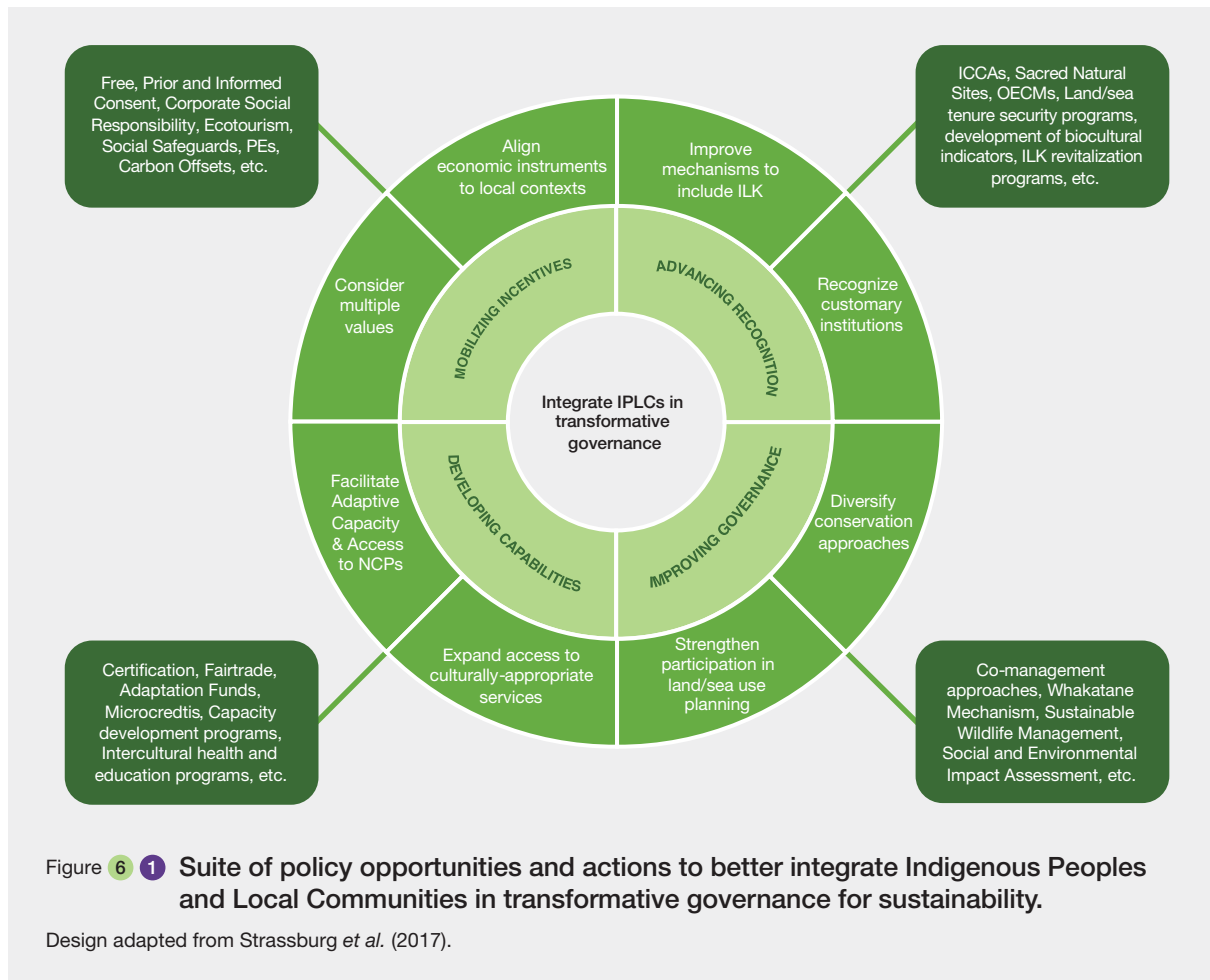 Free, Prior and Informed
Consent, Corporate Social
Responsibility, Ecotourism,
Social Safeguards, PEs,
Carbon Offsets, etc.
ICCAs, Sacred Natural
Sites, OECMs, Land/sea
tenure security programs,
development of biocultural
indicators, ILK revitalization
programs, etc.
Align
economic instruments
to local contexts
Improve
mechanisms to
include ILK
Consider
multiple
values
Recognize
customary
institutions
MOBILIZING INCENTIVES
ADVANCING RECOGNITION
Integrate IPLCs in
transformative
governance
DEVELOPING CAPABILITIES
IMPROVING GOVERNANCE
Facilitate
Adaptive
Capacity
& Access
to NCPs
Diversify
conservation
approaches
Expand access to
culturally-appropriate
services
Strengthen
participation in
land/sea use
planning
Certification, Fairtrade,
Adaptation Funds,
Microcredtis, Capacity
development programs,
Intercultural health and
education programs, etc.
Co-management
approaches, Whakatane
Mechanism, Sustainable
Wildlife Management,
Social and Environmental
Impact Assessment, etc.
Figure 6 1 Suite of policy opportunities and actions to better integrate Indigenous Peoples
and Local Communities in transformative governance for sustainability.
Design adapted from Strassburg et al. (2017).